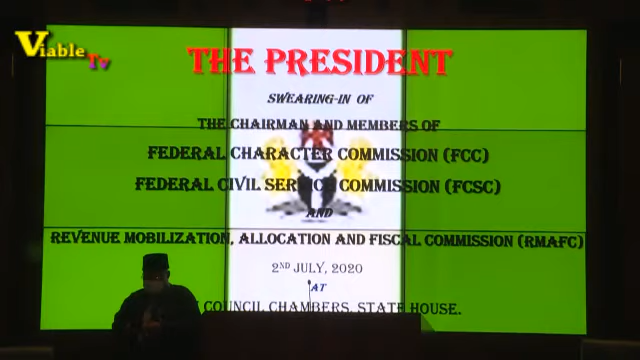 Viable Tv
THE PRESIDENT
SWEARING-IN OF
THE CHAIRMAN AND MEMBERS OF
FEDERAL CHARACTER COMMISSION (FCC)
FEDERAL CIVIL SERVICE COMMISSION (FCSC)
AND
REVENUE MOBILIZATION, ALLOCATION AND FISCAL COMMISSION (RMAFC)
2ND JULY, 2020
AT
COUNCIL CHAMBERS, STATE HOUSE.